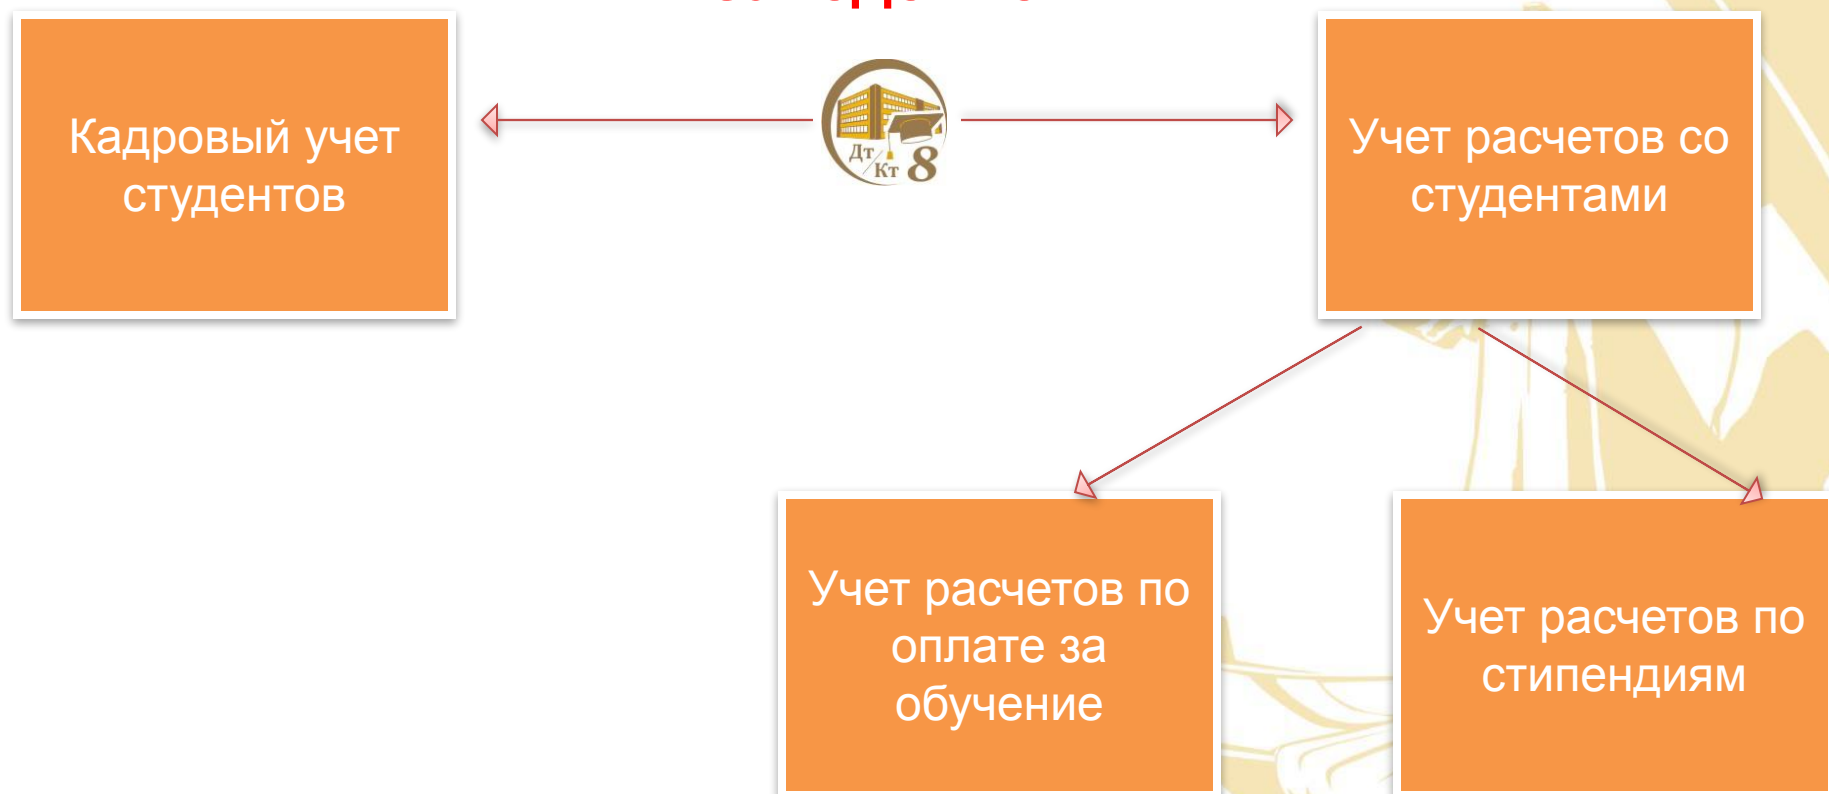 Кадровый учет
студентов
Дт
Кт 8
Учет расчетов со
студентами
Учет расчетов по
оплате за
обучение
Учет расчетов по
стипендиям